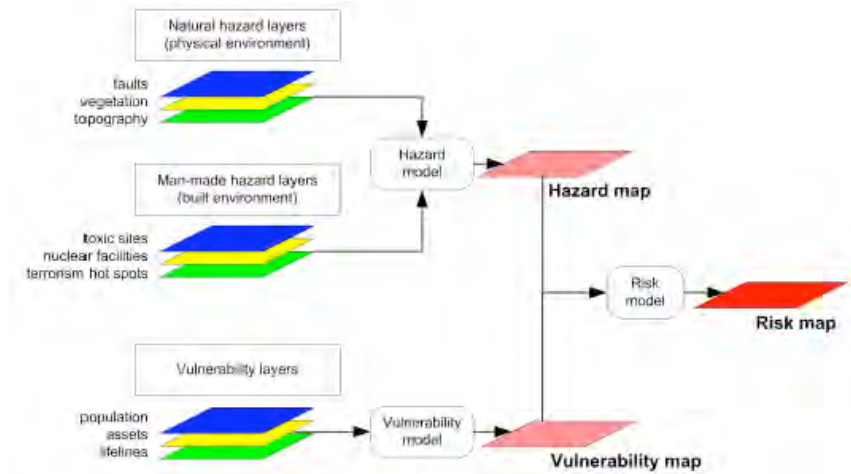 Natural hazard layers
(physical environment)
faults
vegetation
topography
Hazard
model
Hazard map
Man-made hazard layers
(built environment)
toxic sites
nuclear facilities
terrorism hot spots
Risk
model
Risk map
Vulnerability layers
population
assets
lifelines
Vulnerability
model
Vulnerability map